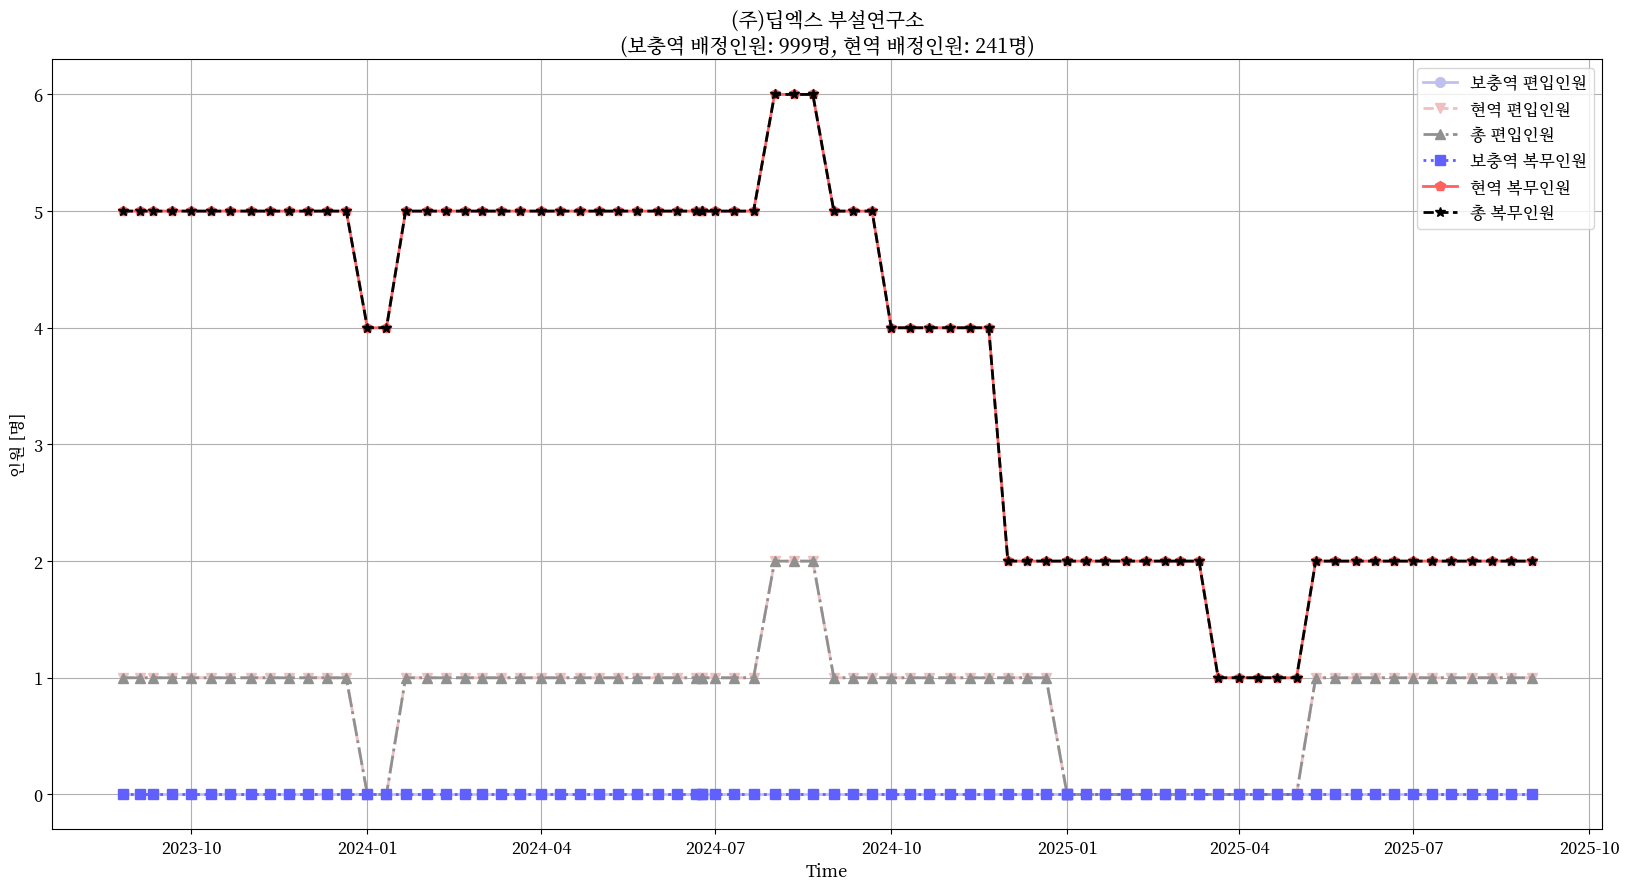 (주)딥엑스 부설연구소
(보충역 배정인원: 999명, 현역 배정인원: 241명)
보충역 편입인원
현역 편입인원
총 편입인원
보충역 복무인원
현역 복무인원
총 복무인원
인원 [명]
6
5
4
3
2
1
0
2023-10
2024-01
2024-04
2024-07
2024-10
2025-01
2025-04
2025-07
2025-10
Time